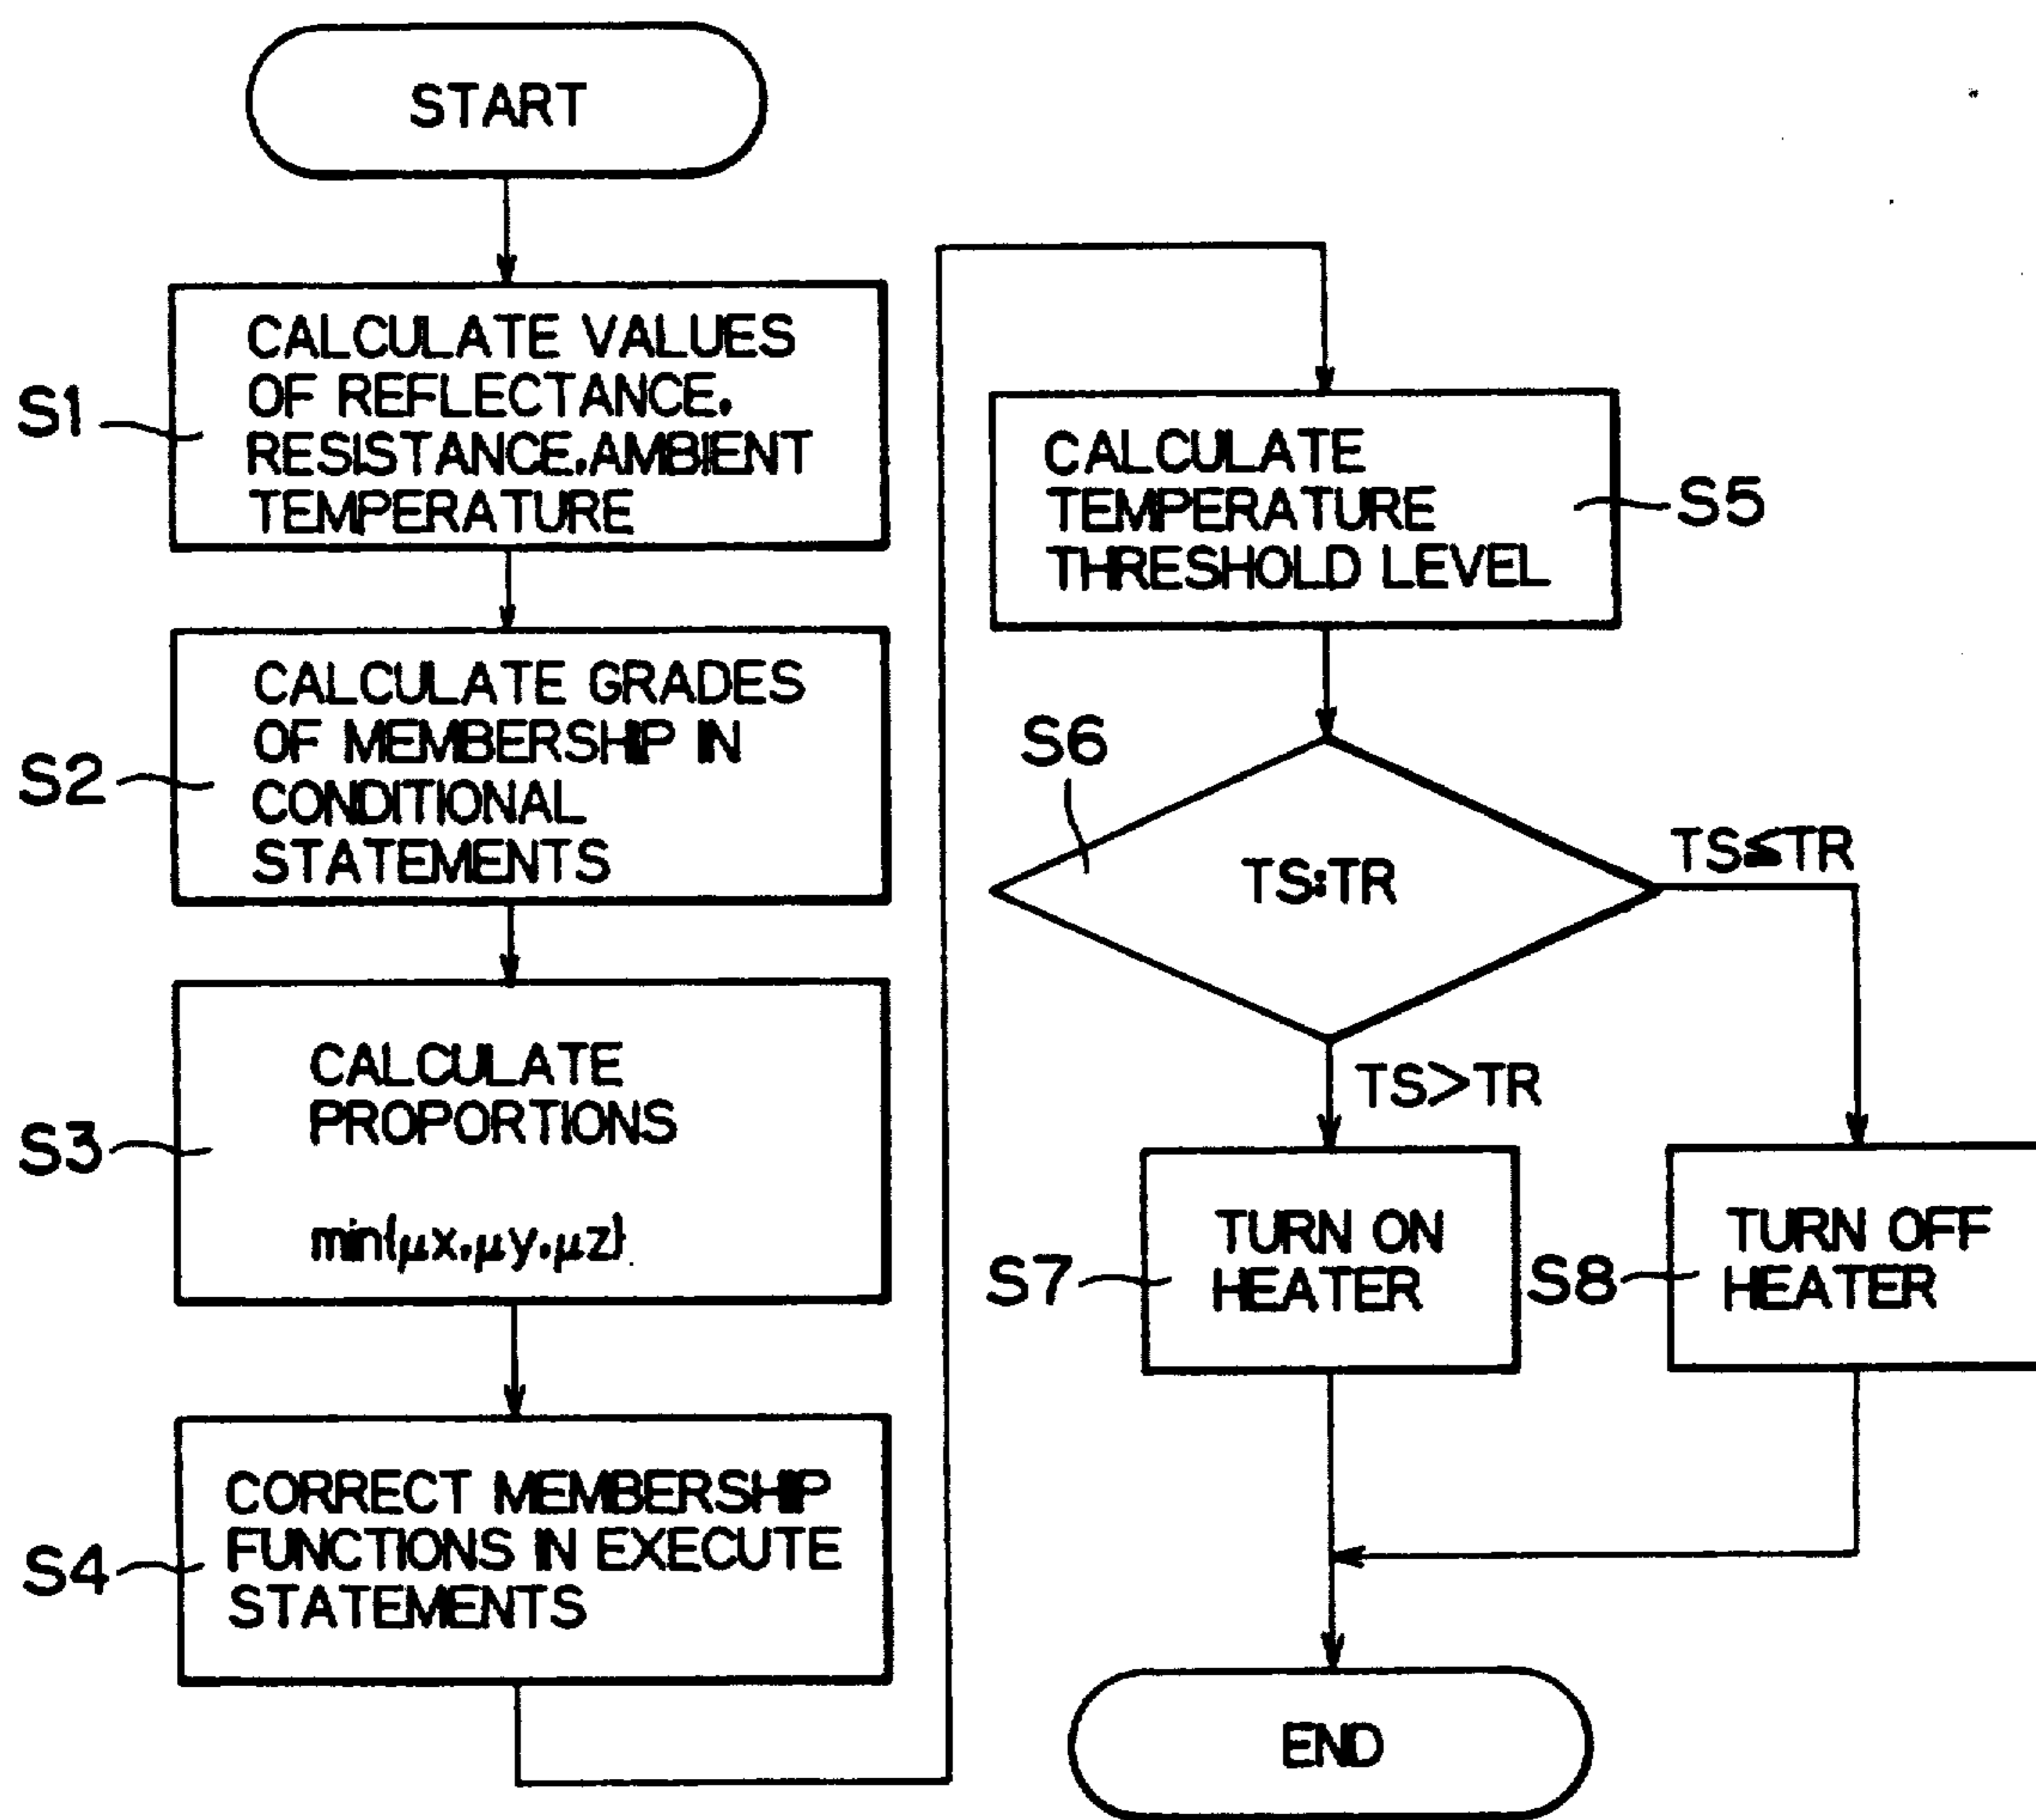 START
S1
CALCULATE VALUES
OF REFLECTANCE.
RESISTANCE.AMBIENT
TEMPERATURE
S2
CALCULATE GRADES
OF MEMBERSHIP IN
CONDITIONAL
STATEMENTS
S3
CALCULATE
PROPORTIONS
min{μx.μy.μz}
S4
CORRECT MEMBERSHIP
FUNCTIONS IN EXECUTE
STATEMENTS
CALCULATE
TEMPERATURE
THRESHOLD LEVEL
S5
S6
TS:TR
TS≦TR
TS>TR
S7
TURN ON
HEATER
S8
TURN OFF
HEATER
END